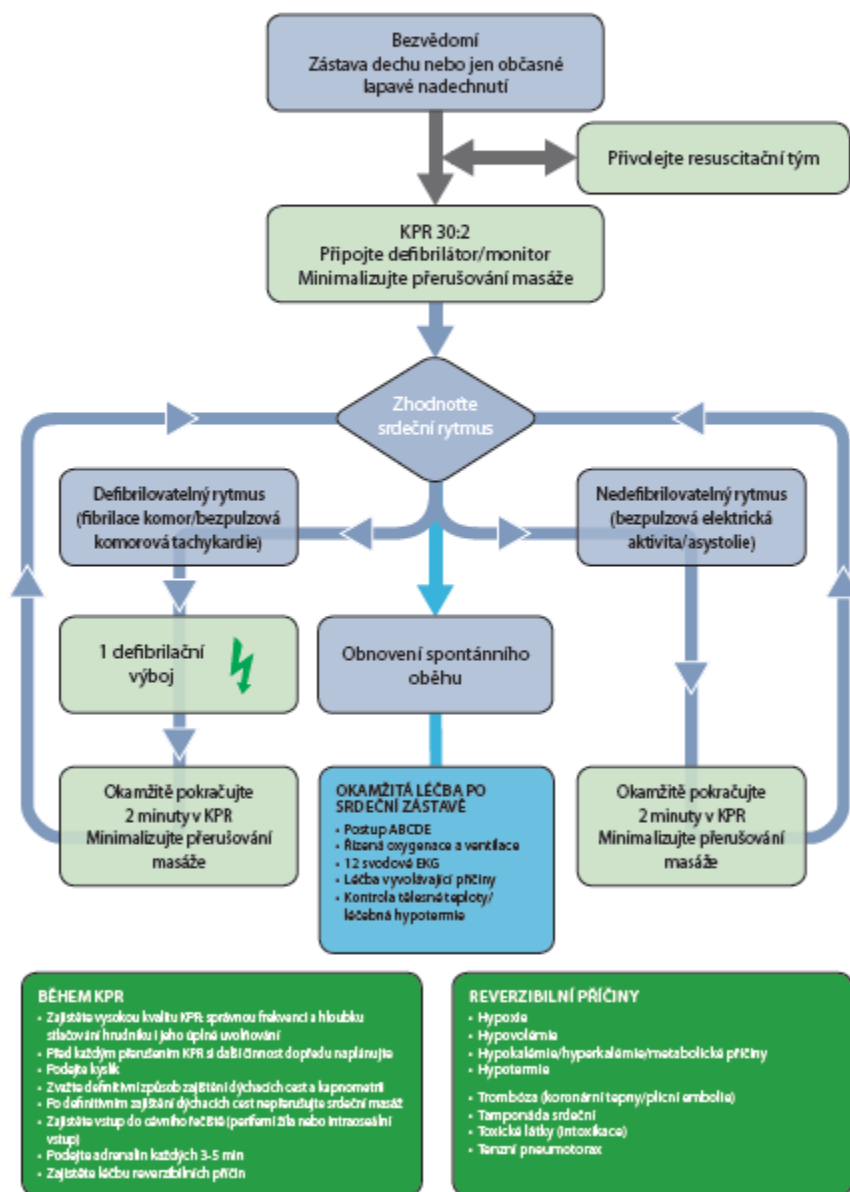 Bezvědomí
Zástava dechu nebo jen občasné
lapavé nadechnutí
Přivolejte resuscitační tým
KPR 30:2
Připojte defibrilátor/monitor
Minimalizujte přerušování masáže
Zhodnoťte
srdeční rytmus
Defibrilovatelný rytmus
(fibrilace komor/bezpulzová
komorová tachykardie)
Nedefibrilovatelný rytmus
(bezpulzová elektrická
aktivita/asystolie)
1 defibrilační
výboj
Obnovení spontánního
oběhu
Okamžitě pokračujte
2 minuty v KPR
Minimalizujte přerušování
masáže
OKAMŽITÁ LÉČBA PO
SRDEČNÍ ZÁSTAVĚ
• Postup ABCDE
• Řízená oxygenace a ventilace
• 12 svodové EKG
• Léčba vyvolávající příčiny
• Kontrola tělesné teploty/
léčebná hypotermie
Okamžitě pokračujte
2 minuty v KPR
Minimalizujte přerušování
masáže
BĚHEM KPR
• Zajistěte vysokou kvalitu KPR: správnou frekvenci a hloubku
stlačování hrudníku i jeho úplné uvolňování
• Před každým přerušením KPR si další činnost dopředu naplánujte
• Podejte kyslík
• Zvažte definitivní způsob zajištění dýchacích cest a kapnometrii
• Po definitivním zajištění dýchacích cest nepřerušujte srdeční masáž
• Zajistěte vstup do cévního řečiště (periferní žíla nebo intraoseální
vstup)
• Podejte adrenalin každých 3-5 min
• Zajistěte léčbu reverzibilních příčin
REVERZIBILNÍ PŘÍČINY
• Hypoxie
• Hypovolémie
• Hypokalémie/hyperkalémie/metabolické příčiny
• Hypotermie
• Trombóza (koronární tepny/plicní embolie)
• Tamponáda srdeční
• Toxické látky (intoxikace)
• Tenzní pneumotorax